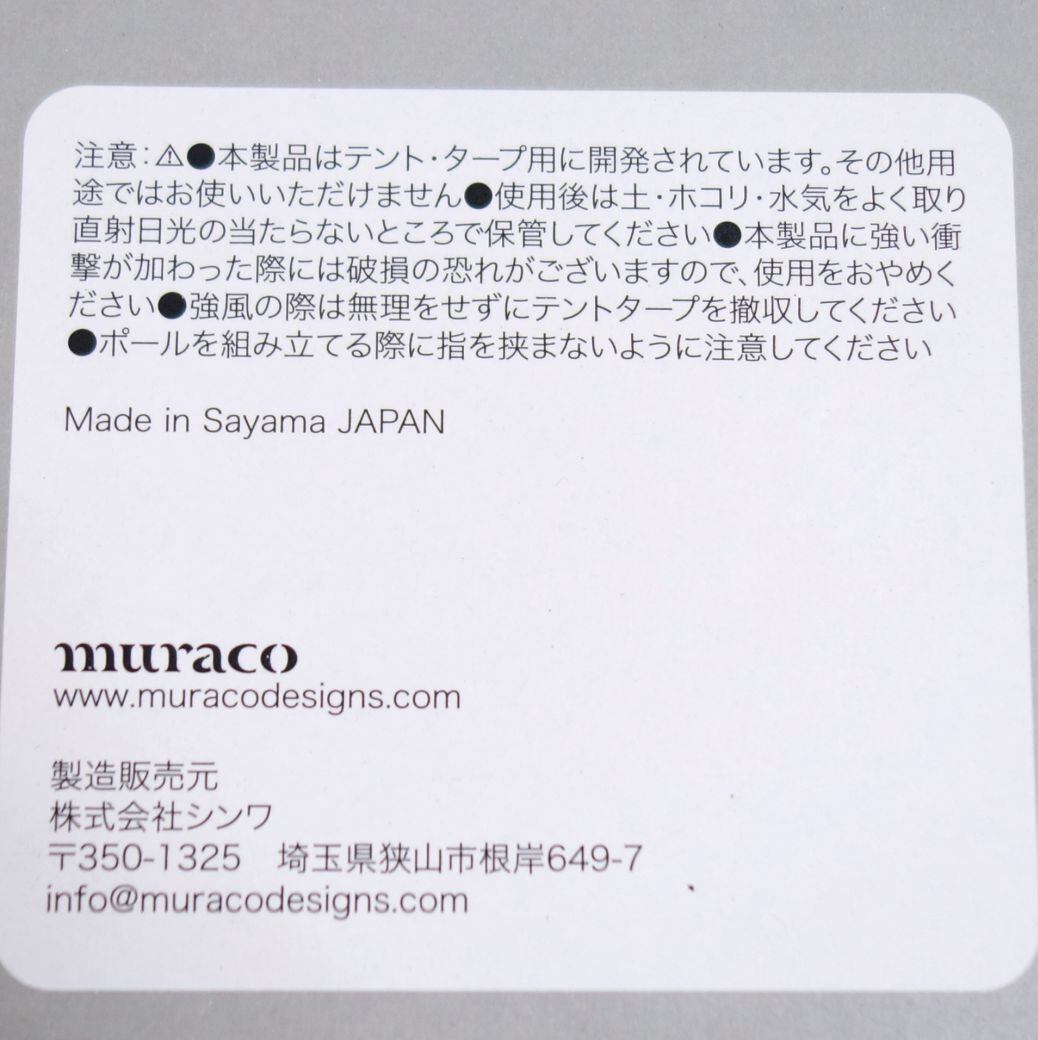 注意：⚠●本製品はテント・タープ用に開発されています。その他用
途ではお使いいただけません●使用後は土・ホコリ・水気をよく取り
直射日光の当たらないところで保管してください●本製品に強い衝
撃が加わった際には破損の恐れがございますので、使用をおやめく
ださい●強風の際は無理をせずにテントタープを撤収してください
●ポールを組み立てる際に指を挟まないように注意してください
Made in Sayama JAPAN
muraco
www.muracodesigns.com
製造販売元
株式会社シンワ
〒350-1325　埼玉県狭山市根岸649-7
info@muracodesigns.com